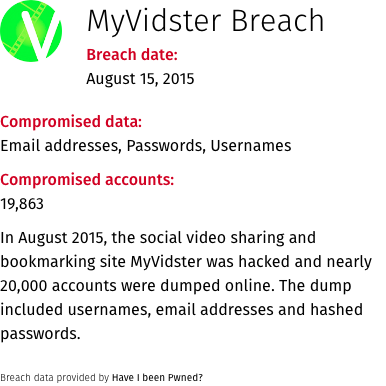 MyVidster Breach
Breach date:
August 15, 2015
Compromised data:
Email addresses, Passwords, Usernames
Compromised accounts:
19,863
In August 2015, the social video sharing and
bookmarking site MyVidster was hacked and nearly
20,000 accounts were dumped online. The dump
included usernames, email addresses and hashed
passwords.
Breach data provided by Have I been Pwned?